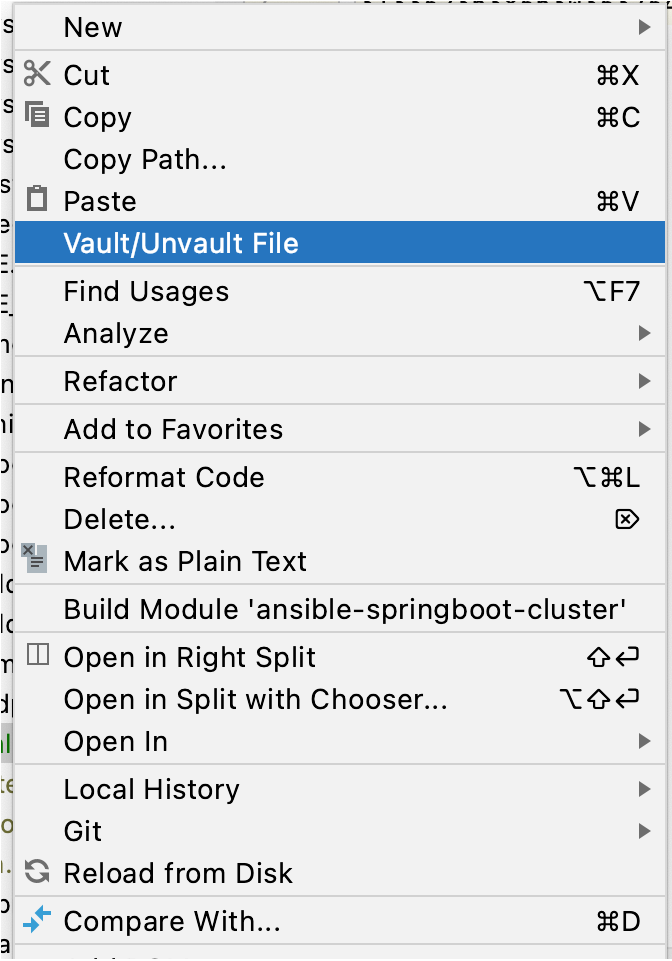 New
Cut ⌘X
Copy ⌘C
Copy Path...
Paste ⌘V
Vault/Unvault File
Find Usages ⌥F7
Analyze
Refactor
Add to Favorites
Reformat Code ⌥⌘L
Delete... ⌦
Mark as Plain Text
Build Module 'ansible-springboot-cluster'
Open in Right Split ⇧⏎
Open in Split with Chooser... ⌥⇧⏎
Open In
Local History
Git
Reload from Disk
Compare With... ⌘D